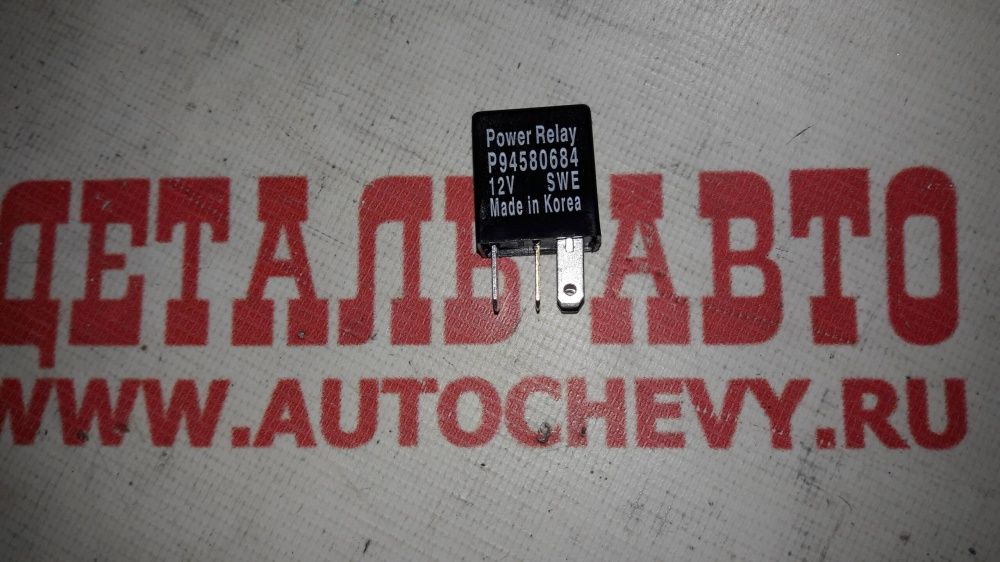 Power Relay
P94580684
12V SWE
Made in Korea
ДЕТАЛЬ АВТО
WWW.AUTOCHEVY.RU